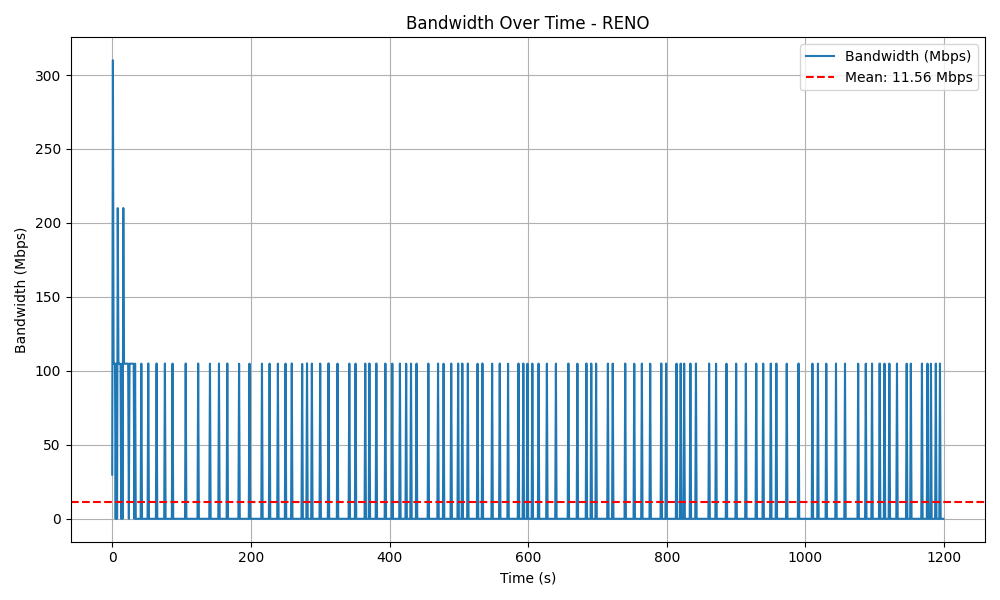 Bandwidth Over Time - RENO
Bandwidth (Mbps)
Mean: 11.56 Mbps
Bandwidth (Mbps)
300
250
200
150
100
50
0
0 200 400 600 800 1000 1200
Time (s)